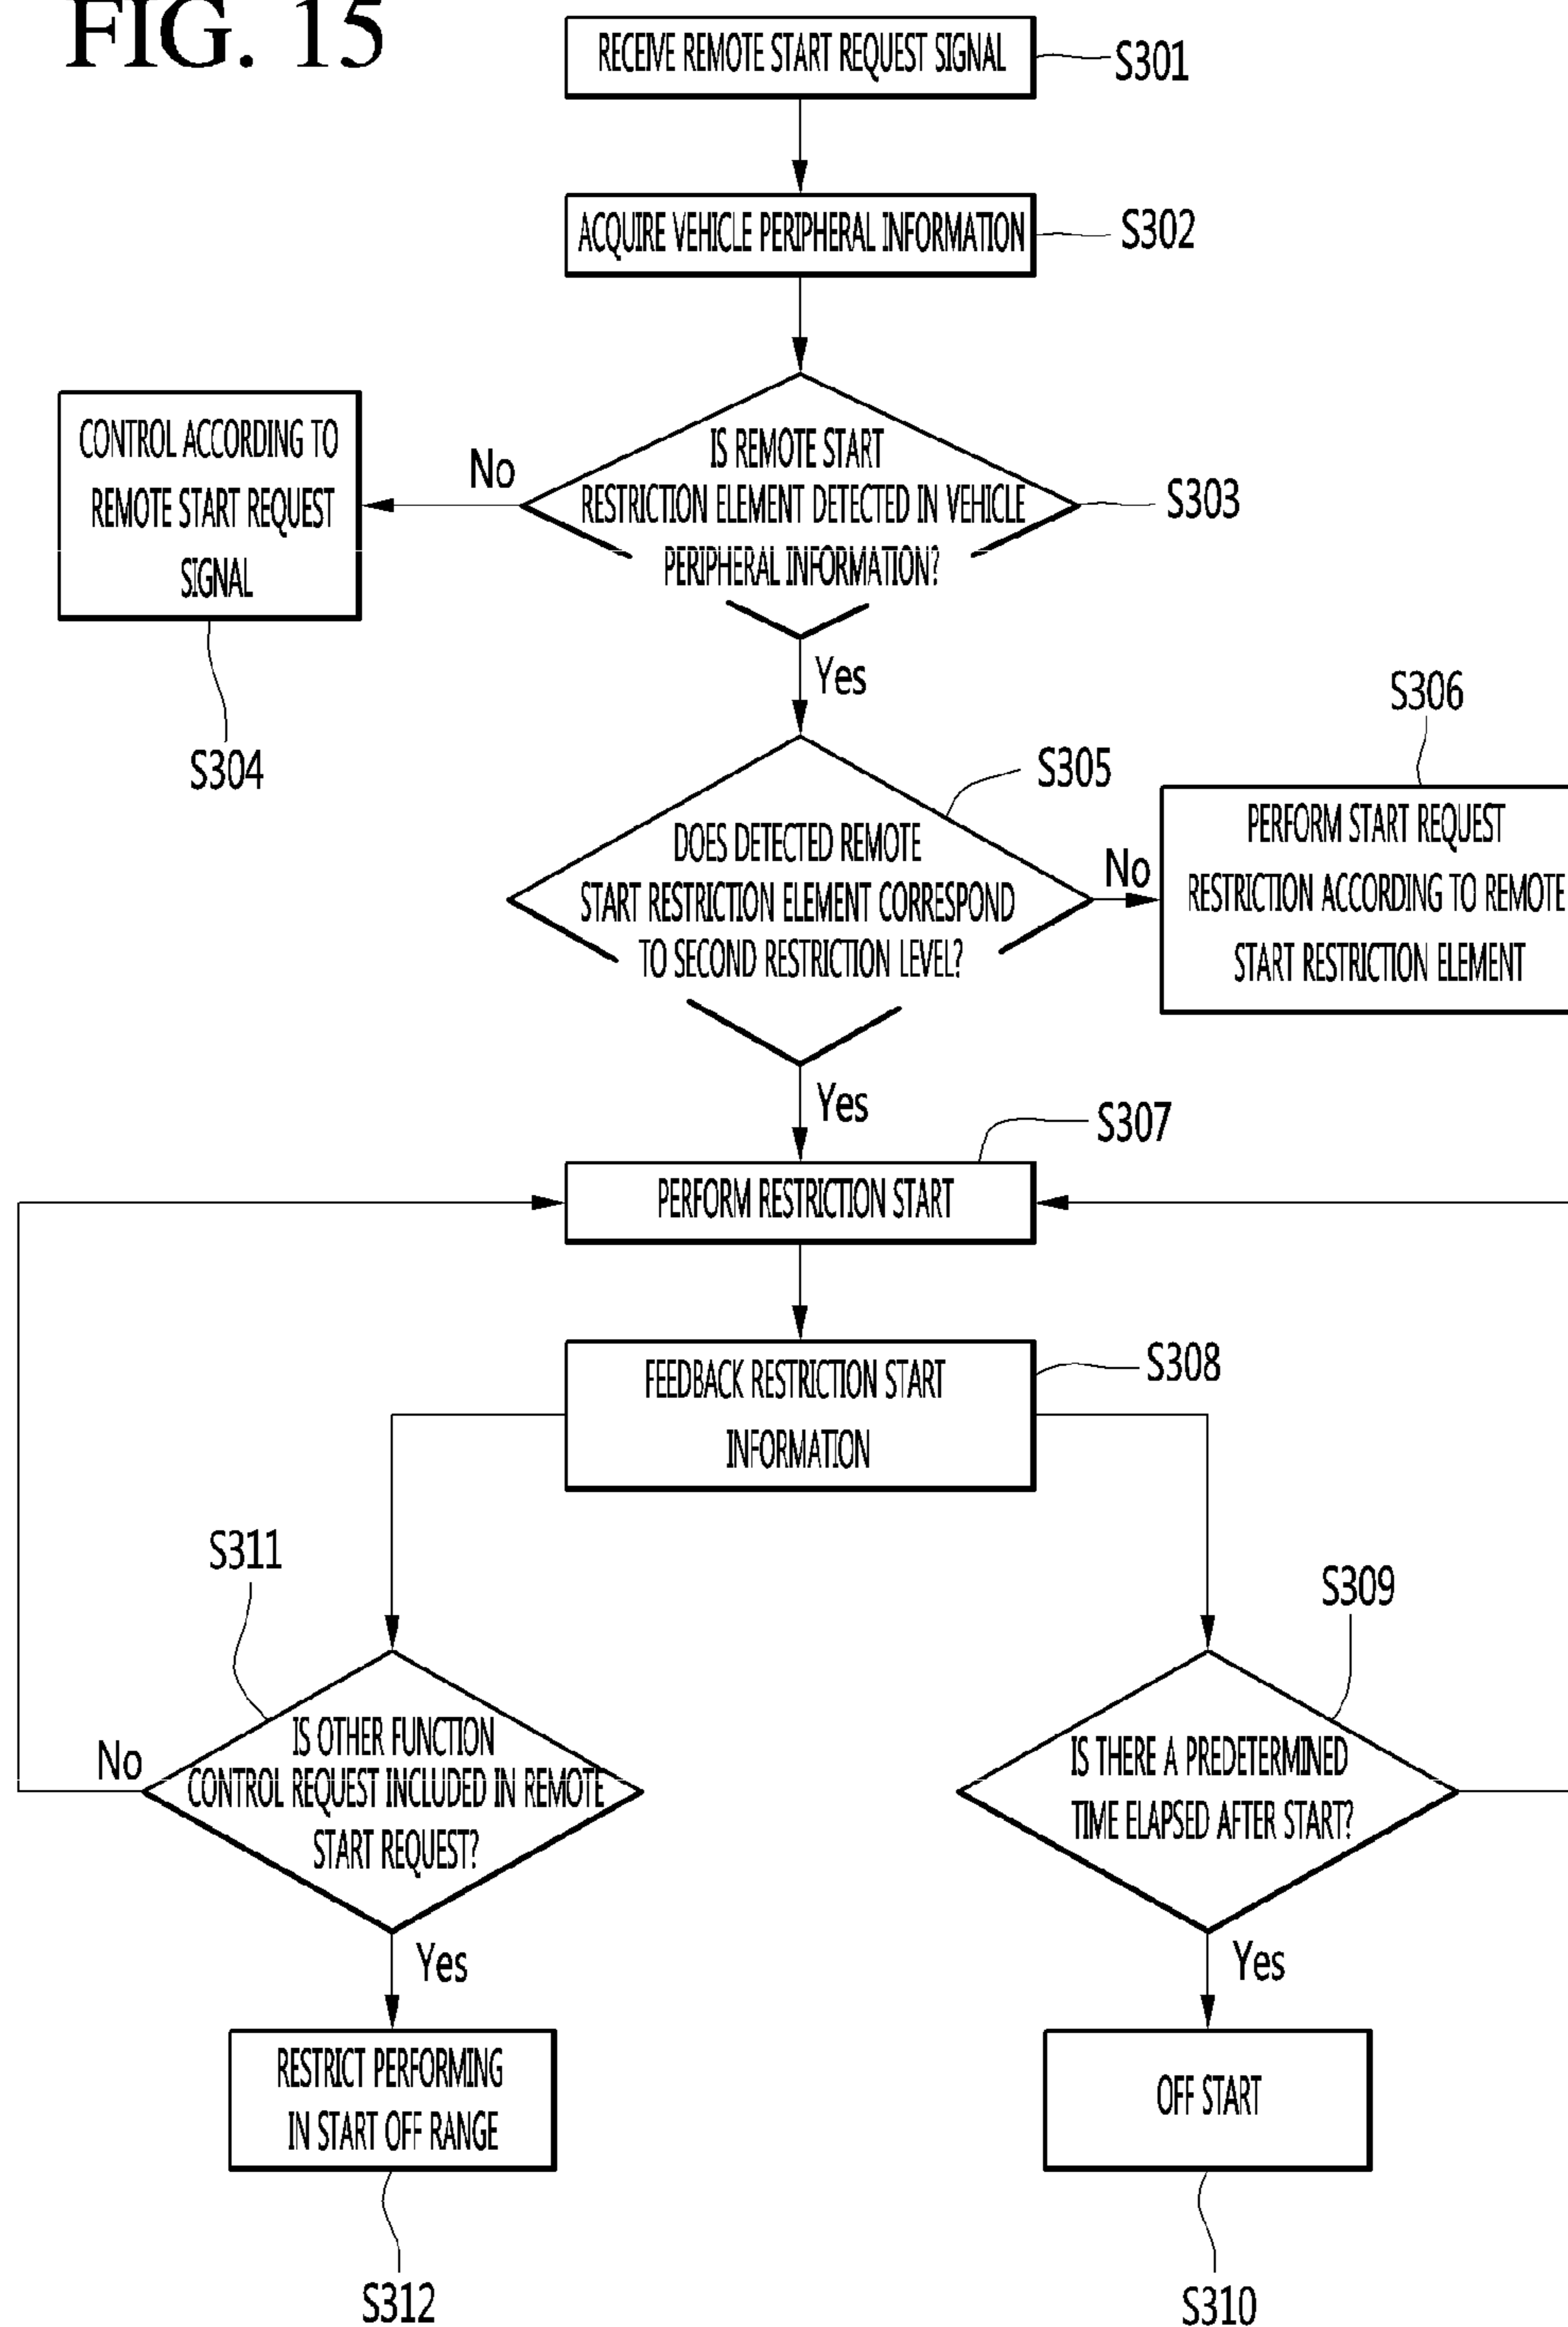 FIG. 15
RECEIVE REMOTE START REQUEST SIGNAL
S301
ACQUIRE VEHICLE PERIPHERAL INFORMATION
S302
IS REMOTE START
RESTRICTION ELEMENT DETECTED IN VEHICLE
PERIPHERAL INFORMATION?
S303
No
CONTROL ACCORDING TO
REMOTE START REQUEST
SIGNAL
S304
Yes
DOES DETECTED REMOTE
START RESTRICTION ELEMENT CORRESPOND
TO SECOND RESTRICTION LEVEL?
S305
No
S306
PERFORM START REQUEST
RESTRICTION ACCORDING TO REMOTE
START RESTRICTION ELEMENT
Yes
S307
PERFORM RESTRICTION START
FEEDBACK RESTRICTION START
INFORMATION
S308
S311
IS OTHER FUNCTION
CONTROL REQUEST INCLUDED IN REMOTE
START REQUEST?
No
Yes
RESTRICT PERFORMING
IN START OFF RANGE
S312
S309
IS THERE A PREDETERMINED
TIME ELAPSED AFTER START?
Yes
OFF START
S310